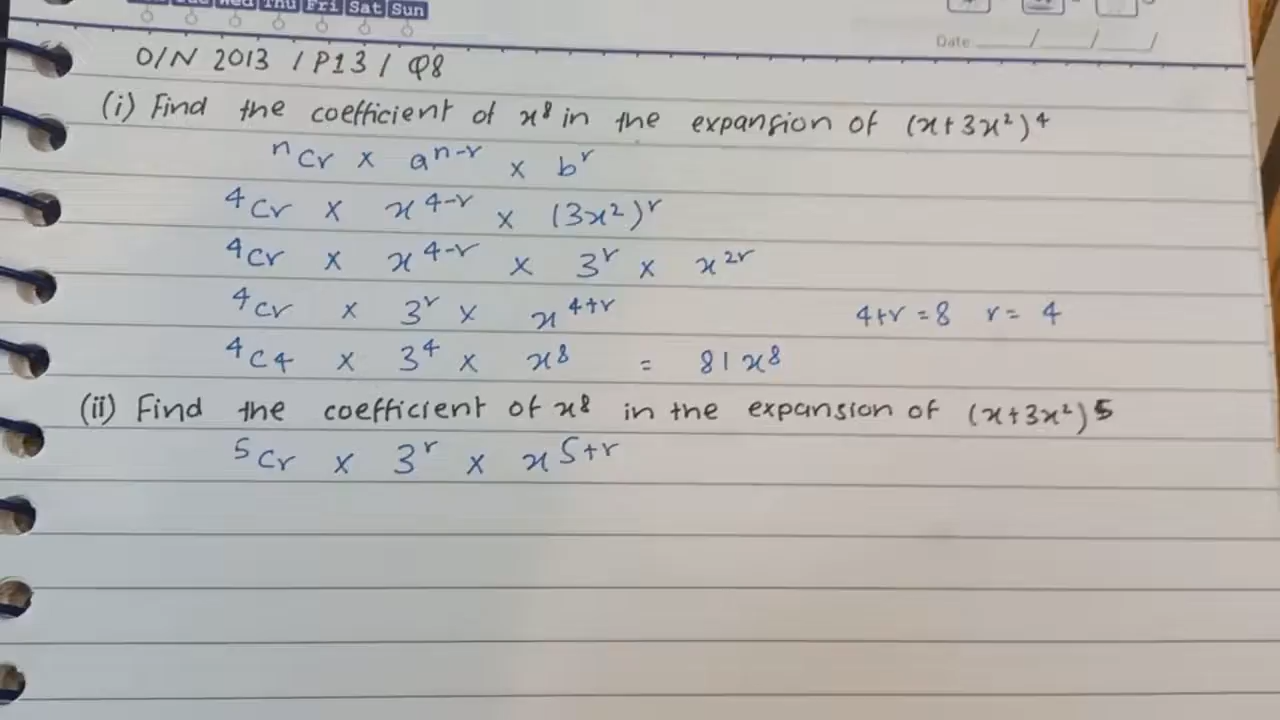 Wed Thu Fri Sat Sun
Date / / /
O/N 2013 / P13 / Q8
(i) Find the coefficient of x⁸ in the expansion of (x+3x²)⁴
ⁿCr × aⁿ⁻ʳ × bʳ
⁴Cr × x⁴⁻ʳ × (3x²)ʳ
⁴Cr × x⁴⁻ʳ × 3ʳ × x²ʳ
⁴Cr × 3ʳ × x⁴⁺ʳ 4+r = 8 r = 4
⁴C4 × 3⁴ × x⁸ = 81x⁸
(ii) Find the coefficient of x⁸ in the expansion of (x+3x²)⁵
⁵Cr × 3ʳ × x⁵⁺ʳ